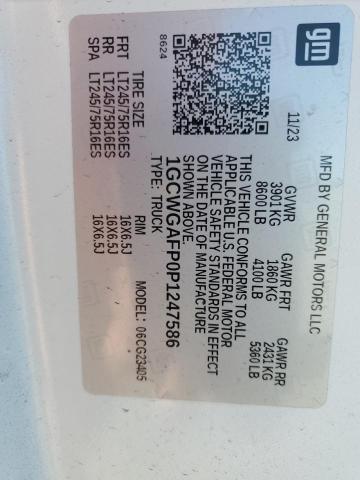 gm
MFD BY GENERAL MOTORS LLC
11/23
GVWR GAWR FRT GAWR RR
3901 KG 1860 KG 2431 KG
8600 LB 4100 LB 5360 LB
THIS VEHICLE CONFORMS TO ALL
APPLICABLE U.S. FEDERAL MOTOR
VEHICLE SAFETY STANDARDS IN EFFECT
ON THE DATE OF MANUFACTURE
SHOWN ABOVE.
1GCWGAFP0P1247586
TYPE: TRUCK
8624
MODEL: 06CG23405
TIRE SIZE RIM
FRT LT245/75R16ES 16X6.5J
RR LT245/75R16ES 16X6.5J
SPA LT245/75R16ES 16X6.5J